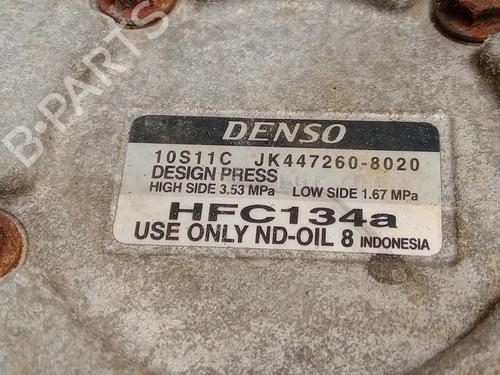 B-PARTS
DENSO
10S11C JK447260-8020
DESIGN PRESS
HIGH SIDE 3.53 MPa LOW SIDE 1.67 MPa
HFC134a
USE ONLY ND-OIL 8 INDONESIA